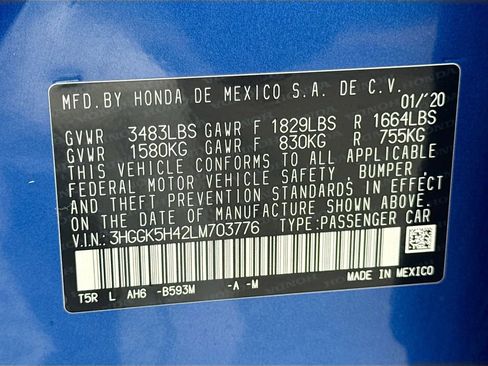 MFD.BY HONDA DE MEXICO S.A. DE C.V.
01/'20
GVWR 3483LBS GAWR F 1829LBS R 1664LBS
GVWR 1580KG GAWR F 830KG R 755KG
THIS VEHICLE CONFORMS TO ALL APPLICABLE
FEDERAL MOTOR VEHICLE SAFETY, BUMPER,
AND THEFT PREVENTION STANDARDS IN EFFECT
ON THE DATE OF MANUFACTURE SHOWN ABOVE.
V.I.N.: 3HGGK5H42LM703776 TYPE:PASSENGER CAR
T5R L AH6 -B593M -A -M
MADE IN MEXICO